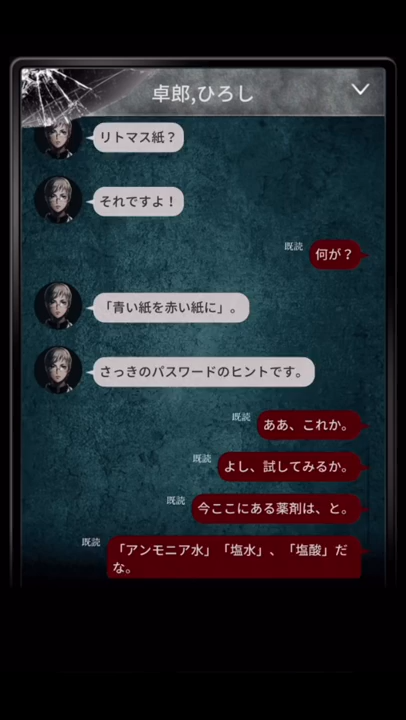 卓郎,ひろし
リトマス紙？
それですよ！
既読
何が？
「青い紙を赤い紙に」。
さっきのパスワードのヒントです。
既読
ああ、これか。
既読
よし、試してみるか。
既読
今ここにある薬剤は、と。
既読
「アンモニア水」「塩水」、「塩酸」だ
な。